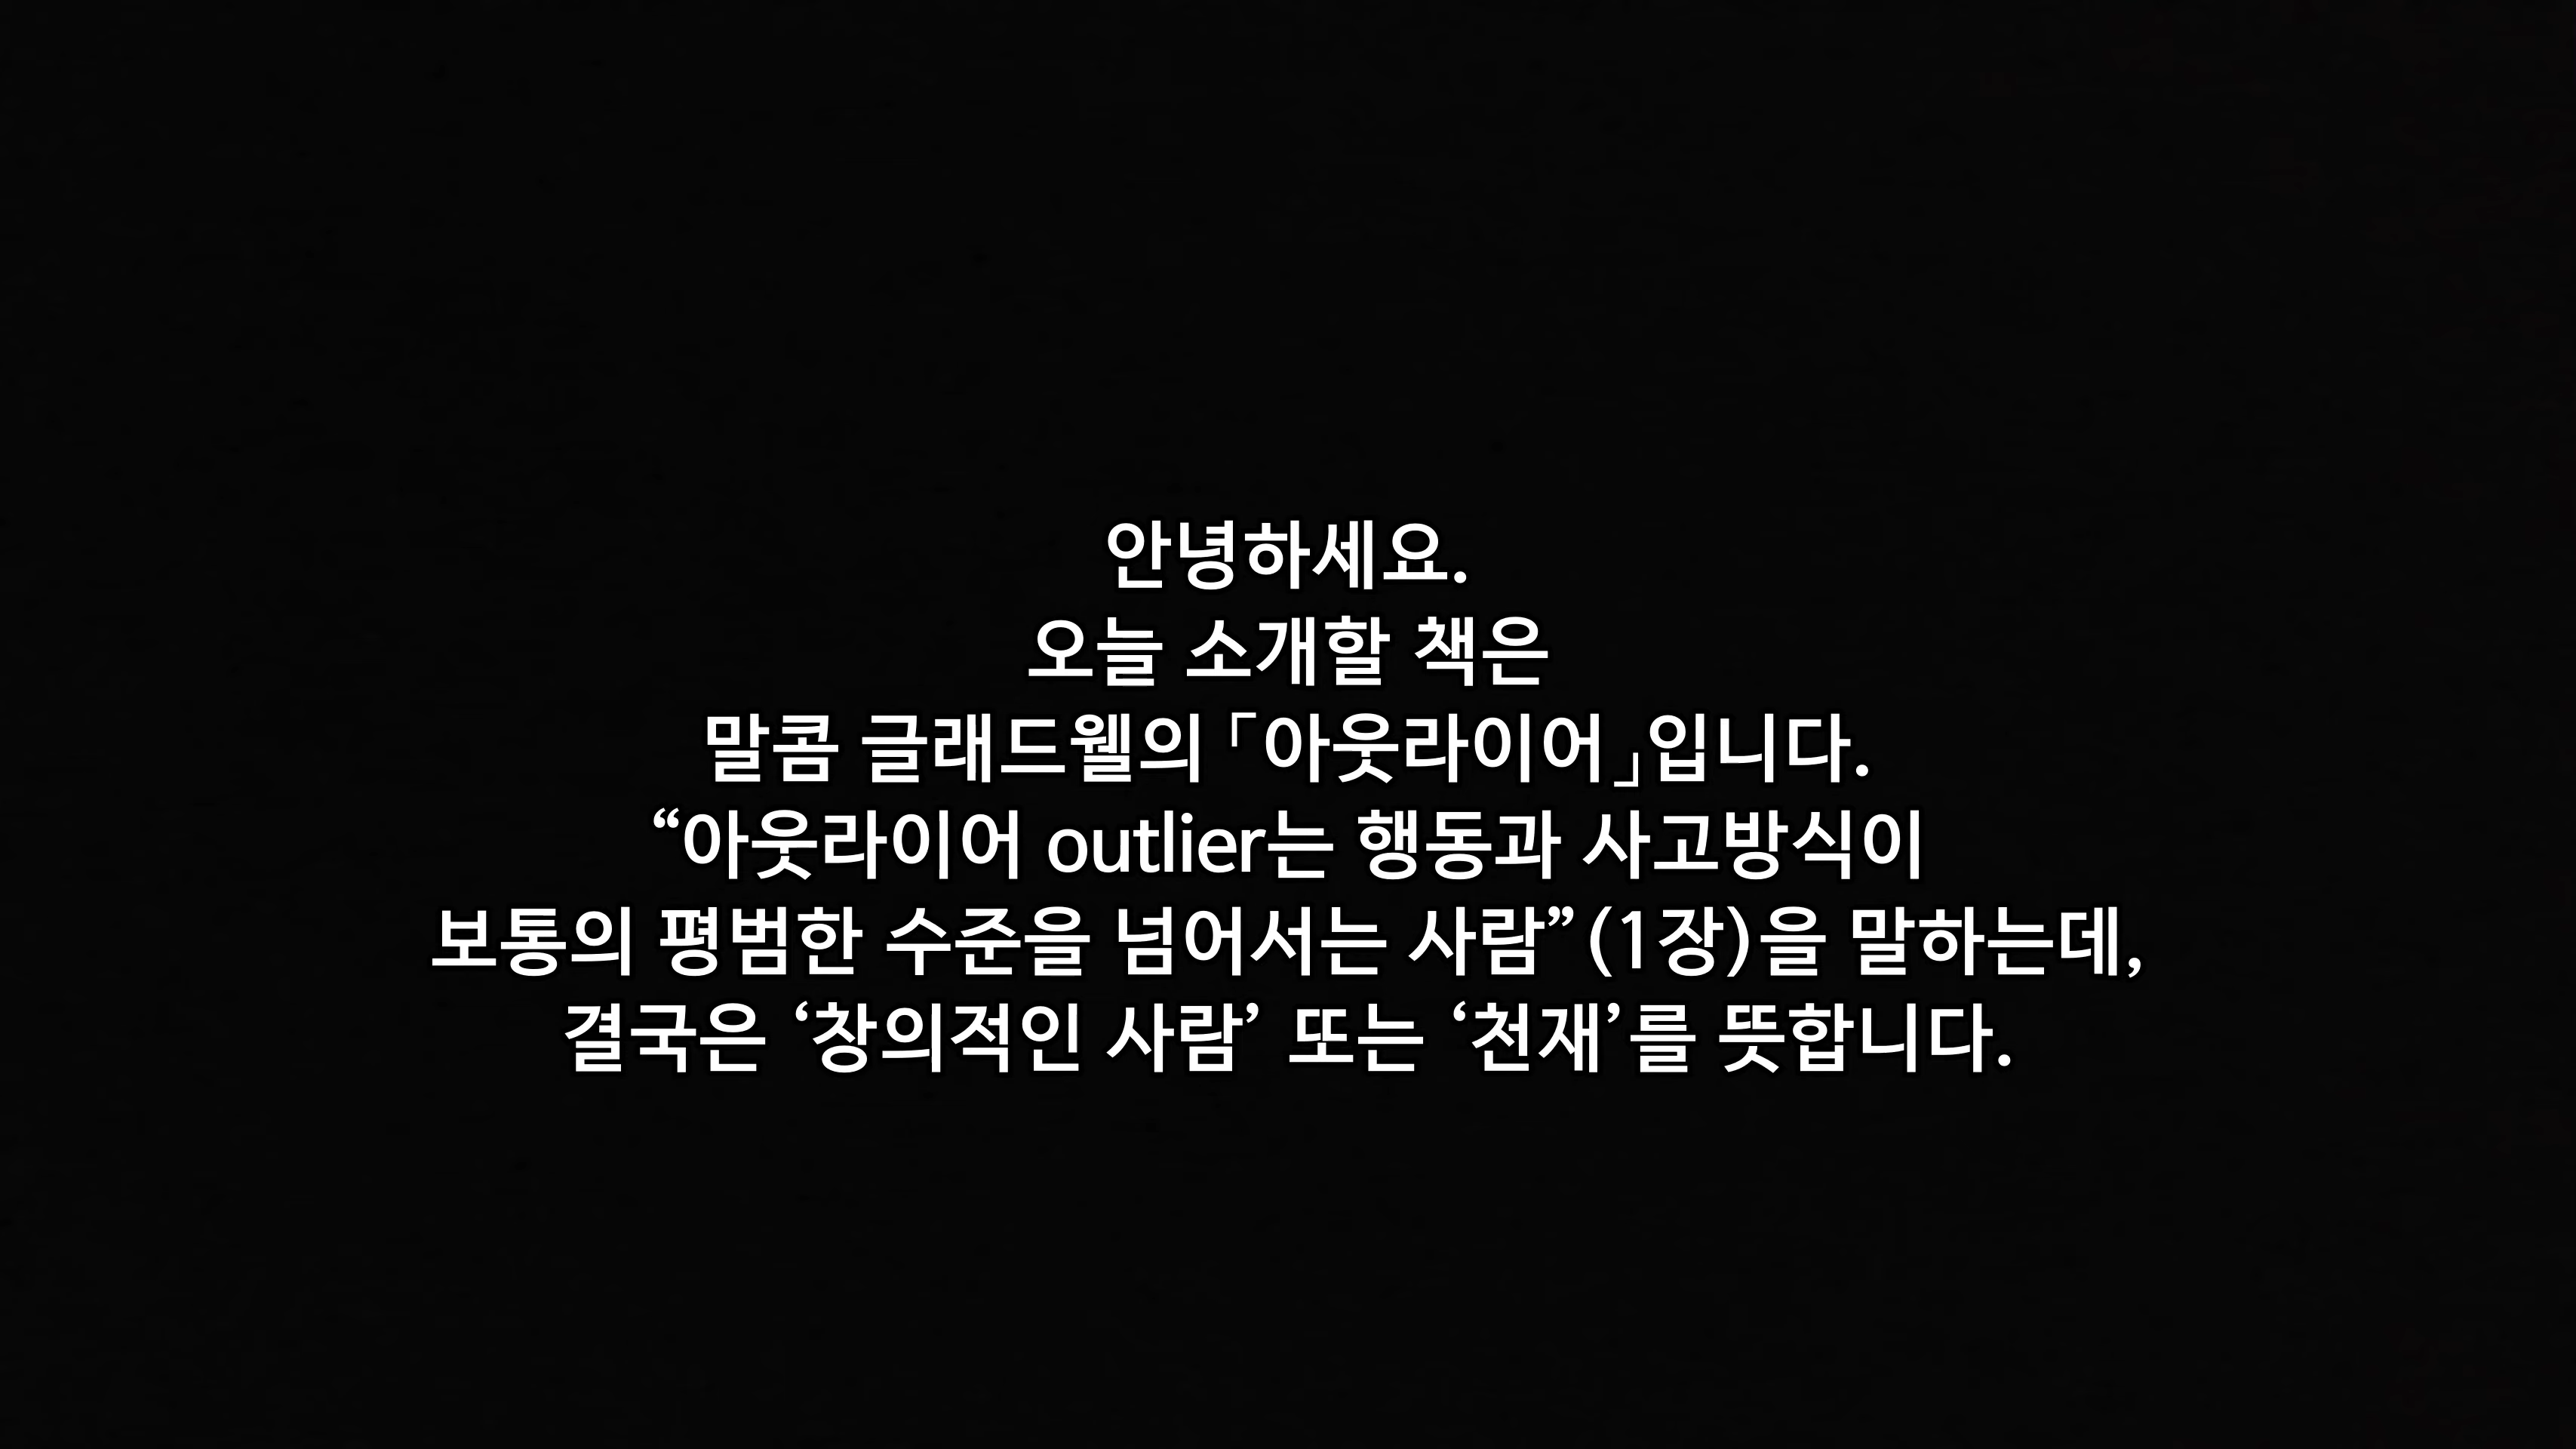 안녕하세요.
오늘 소개할 책은
말콤 글래드웰의 「아웃라이어」입니다.
“아웃라이어 outlier는 행동과 사고방식이
보통의 평범한 수준을 넘어서는 사람”(1장)을 말하는데,
결국은 ‘창의적인 사람’ 또는 ‘천재’를 뜻합니다.